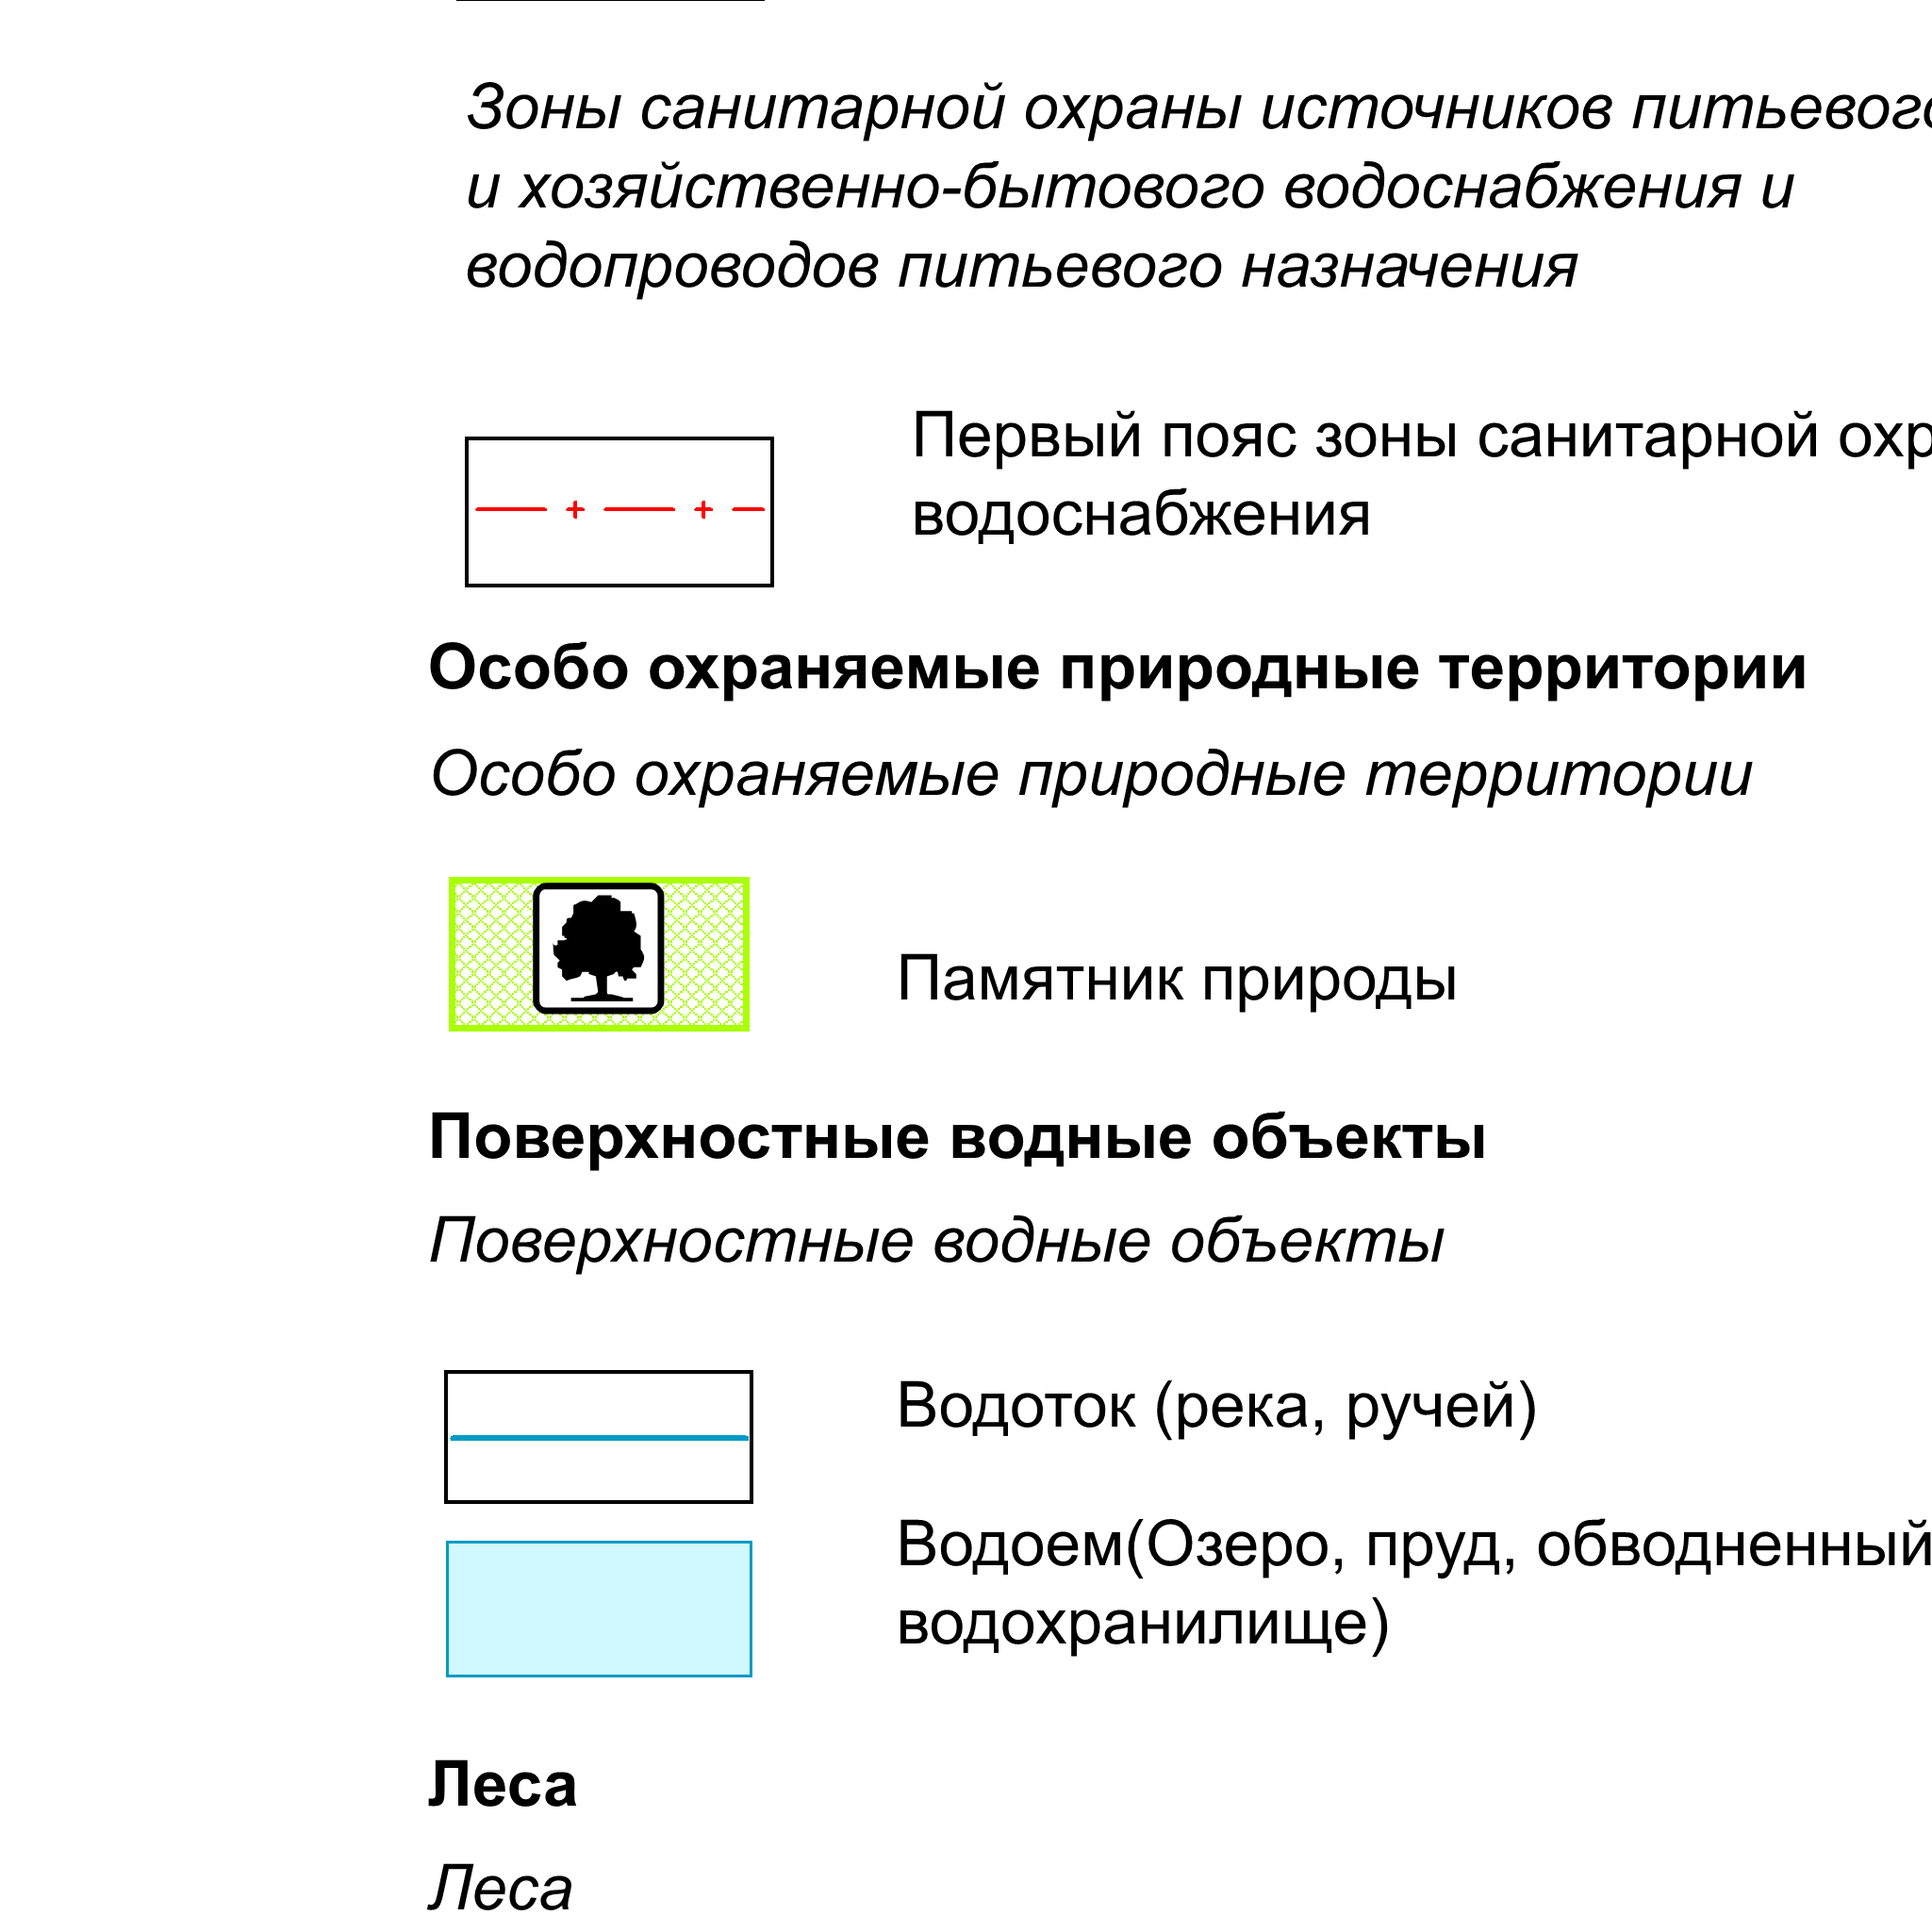 Зоны санитарной охраны источников питьевого
и хозяйственно-бытового водоснабжения и
водопроводов питьевого назначения
Первый пояс зоны санитарной
водоснабжения
Особо охраняемые природные территории
Особо охраняемые природные территории
Памятник природы
Поверхностные водные объекты
Поверхностные водные объекты
Водоток (река, ручей)
Водоем(Озеро, пруд, обводненный
водохранилище)
Леса
Леса